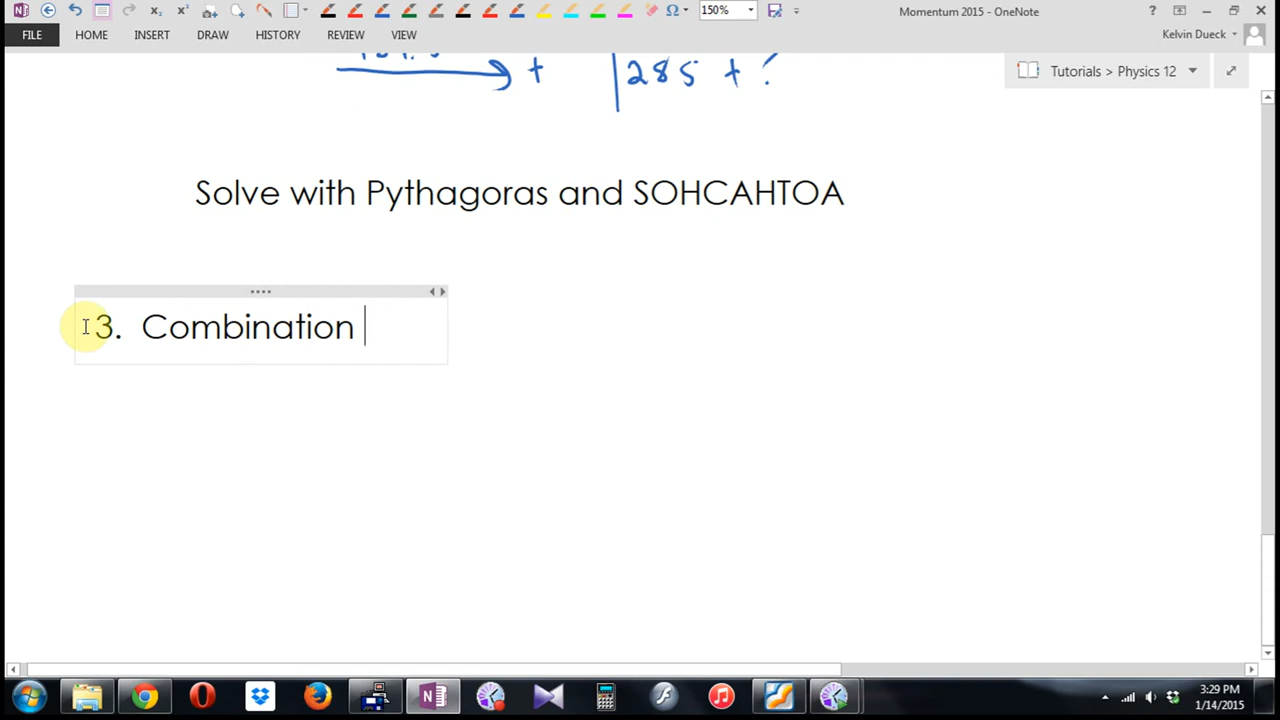 150%
Momentum 2015 - OneNote
FILE HOME INSERT DRAW HISTORY REVIEW VIEW
Kelvin Dueck
Tutorials > Physics 12
+ 285 + ?
Solve with Pythagoras and SOHCAHTOA
3. Combination
3:29 PM
1/14/2015